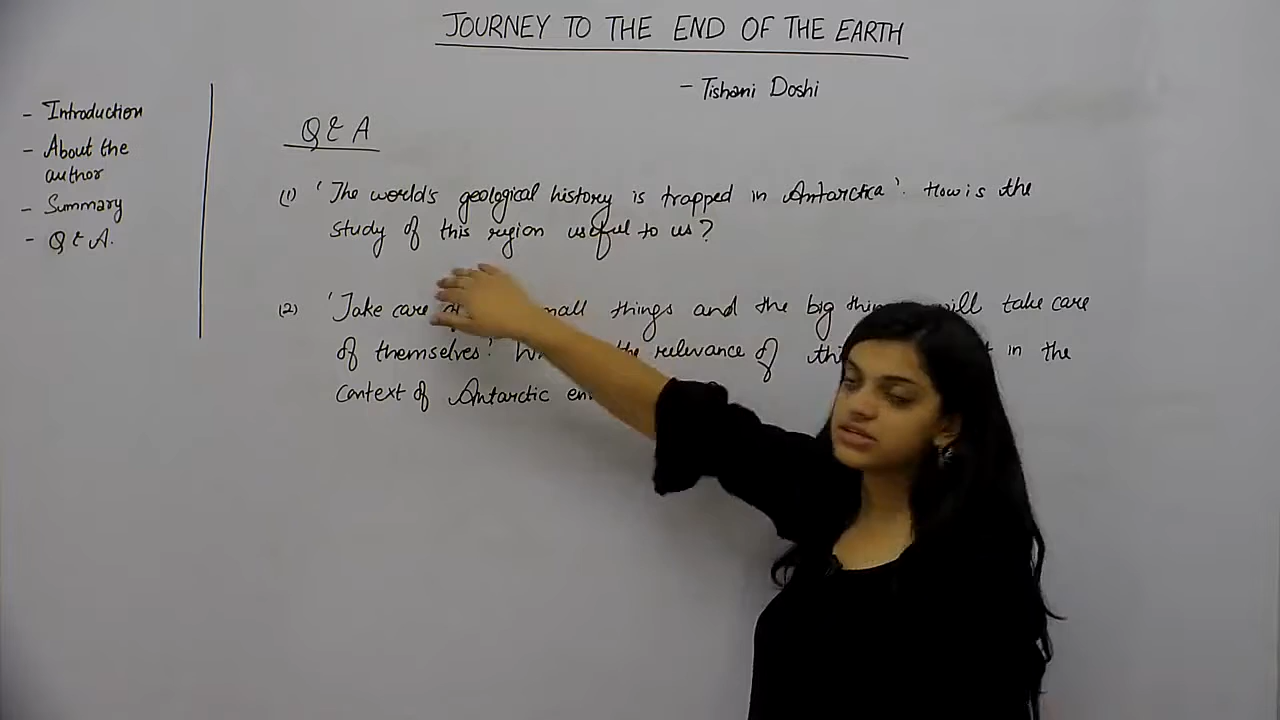 JOURNEY TO THE END OF THE EARTH
- Tishani Doshi
- Introduction
- About the
author
- Summary
- Q & A.
Q & A
(1) 'The world's geological history is trapped in Antarctica'. How is the
study of this region useful to us?
(2) 'Take care small things and the big will take care
of themselves.' the relevance of in the
context of Antarctic